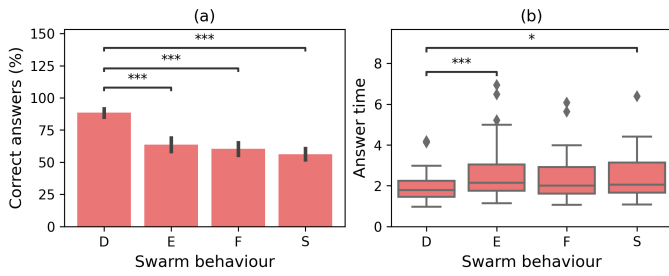 (a)
150
125
100
75
50
25
0
Correct answers (%)
***
***
***
D E F S
Swarm behaviour
(b)
8
6
4
2
0
Answer time
*
***
D E F S
Swarm behaviour